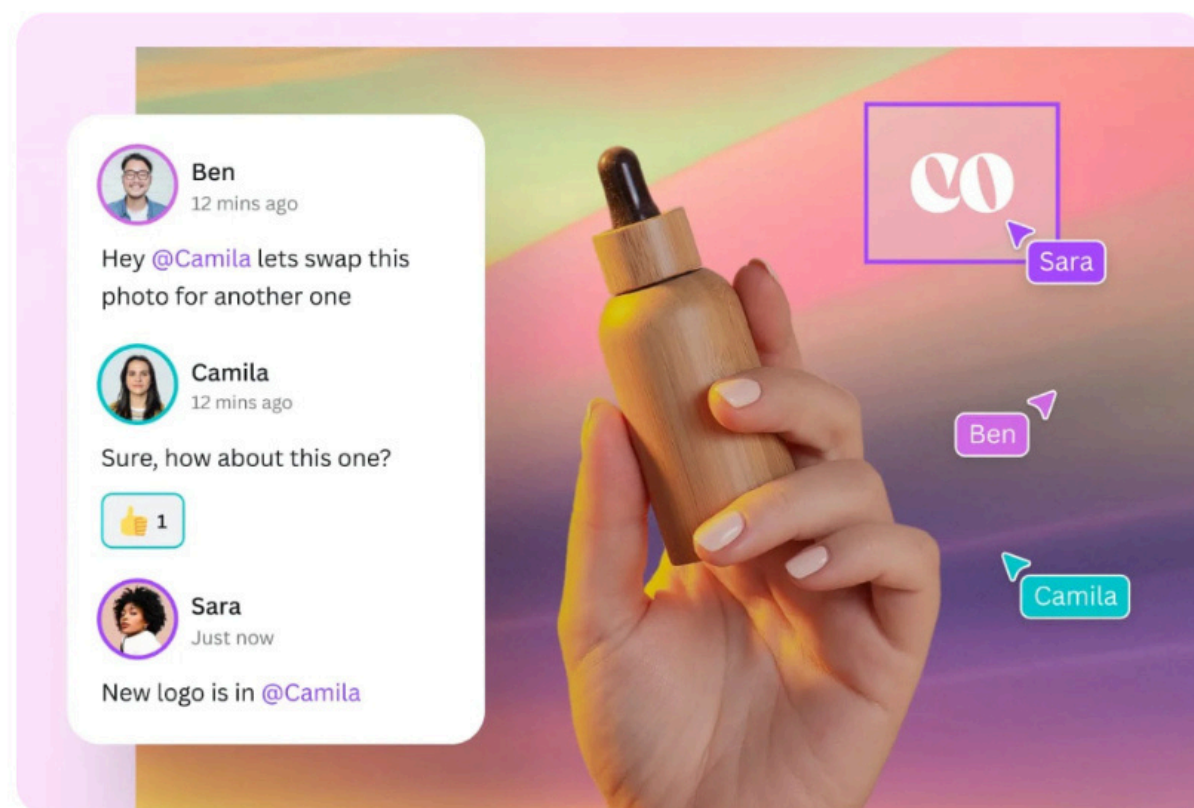 Ben
12 mins ago
Hey @Camila lets swap this
photo for another one
Camila
12 mins ago
Sure, how about this one?
👍 1
Sara
Just now
New logo is in @Camila
CO
Sara
Ben
Camila